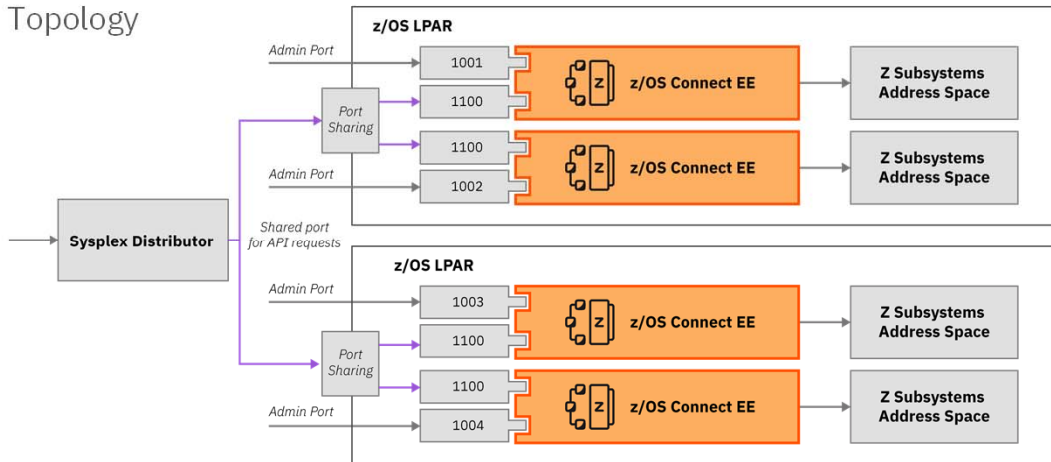 Topology
z/OS LPAR
Admin Port
1001
Port
Sharing
1100
Z
z/OS Connect EE
Z Subsystems
Address Space
1100
Admin Port
1002
Z
z/OS Connect EE
Z Subsystems
Address Space
Sysplex Distributor
Shared port
for API requests
z/OS LPAR
Admin Port
1003
Port
Sharing
1100
Z
z/OS Connect EE
Z Subsystems
Address Space
1100
Admin Port
1004
Z
z/OS Connect EE
Z Subsystems
Address Space